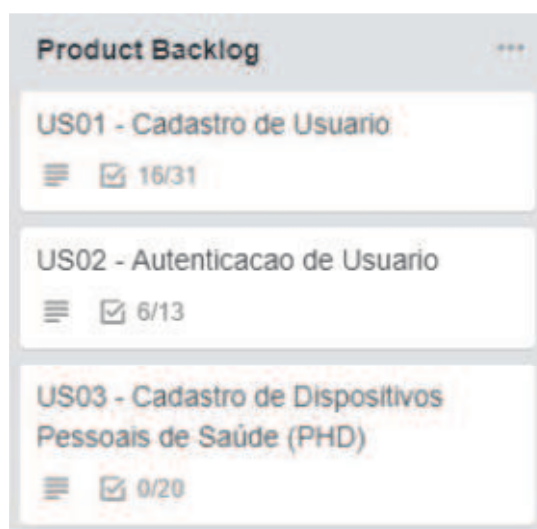 Product Backlog
US01 - Cadastro de Usuario
16/31
US02 - Autenticacao de Usuario
6/13
US03 - Cadastro de Dispositivos
Pessoais de Saúde (PHD)
0/20